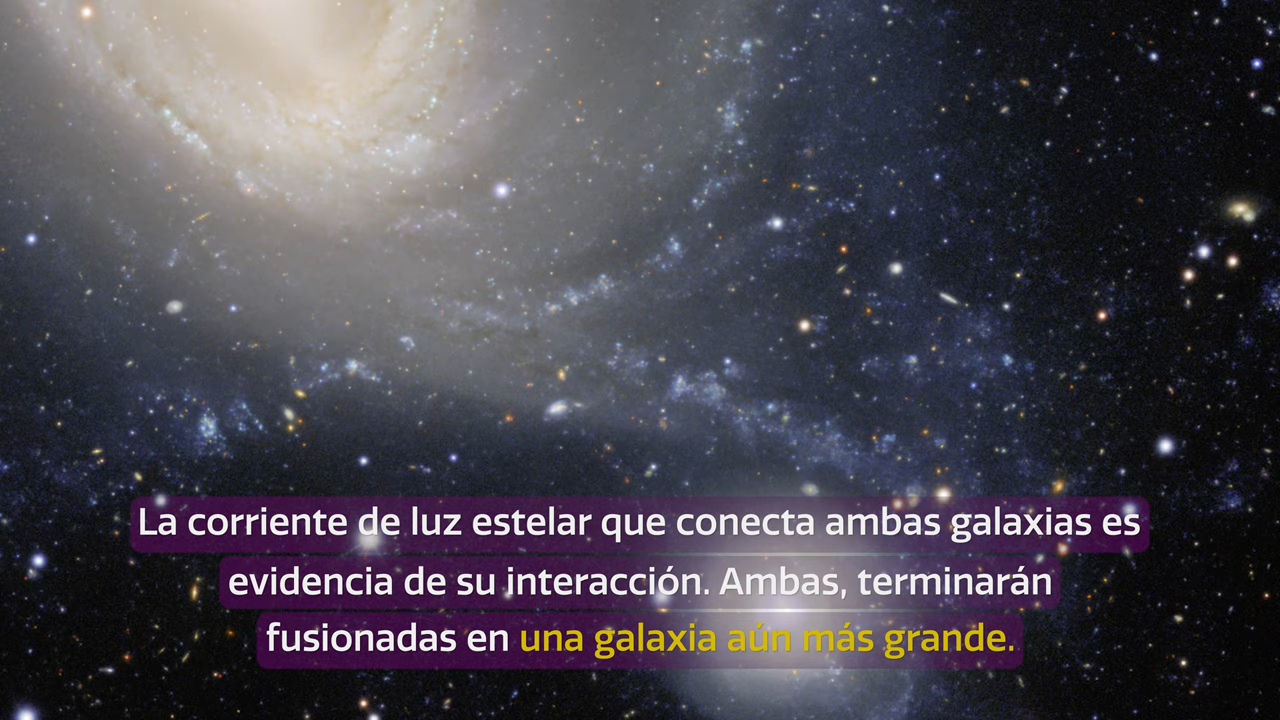 La corriente de luz estelar que conecta ambas galaxias es
evidencia de su interacción. Ambas, terminarán
fusionadas en una galaxia aún más grande.